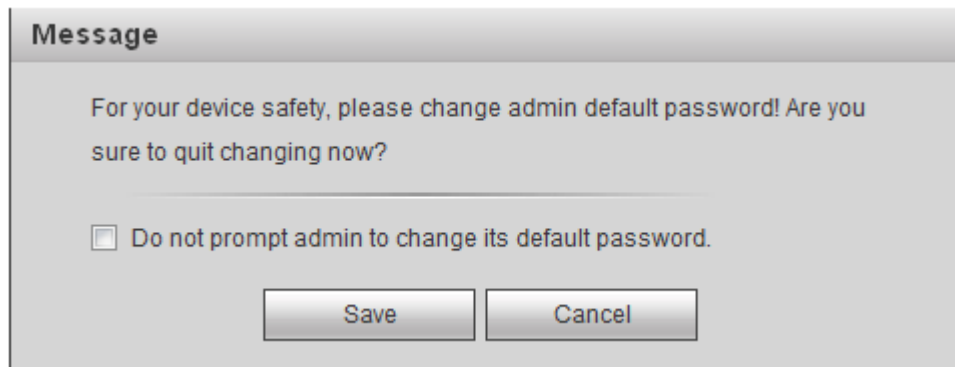 Message
For your device safety, please change admin default password! Are you
sure to quit changing now?
Do not prompt admin to change its default password.
Save
Cancel